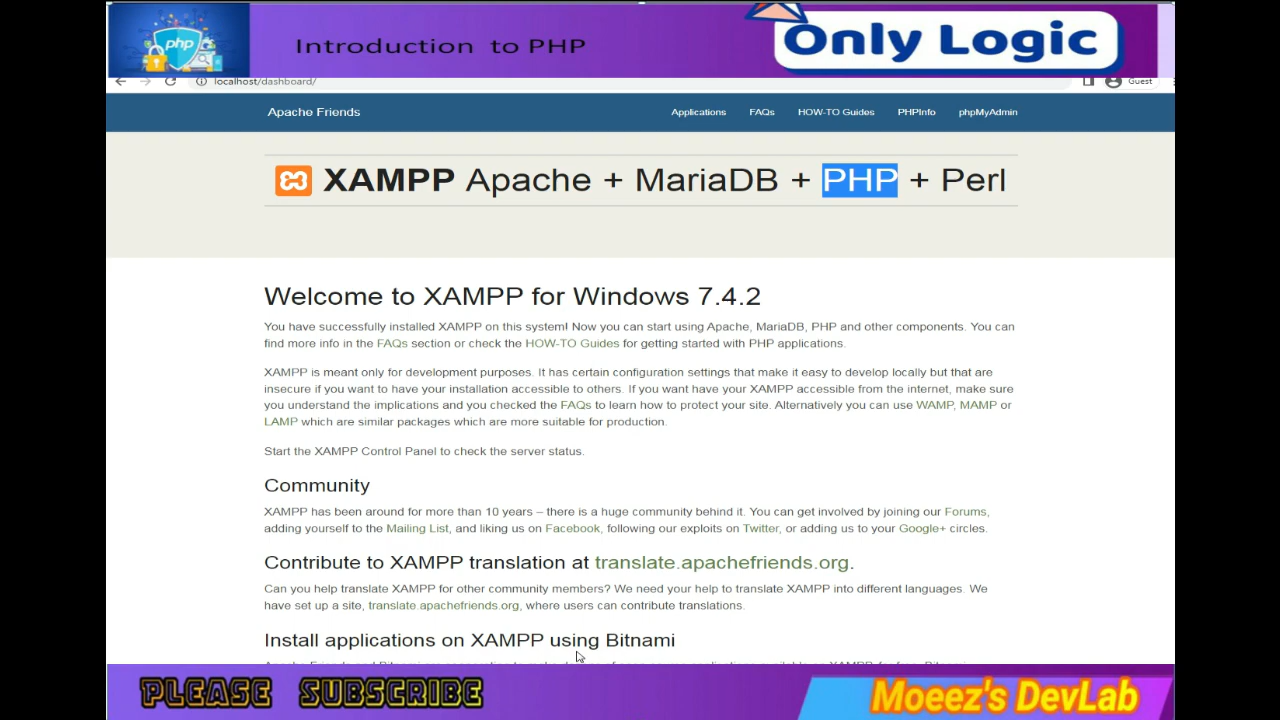 php
Introduction to PHP
Only Logic
localhost/dashboard/
Guest
Apache Friends
Applications
FAQs
HOW-TO Guides
PHPInfo
phpMyAdmin
XAMPP Apache + MariaDB + PHP + Perl
Welcome to XAMPP for Windows 7.4.2
You have successfully installed XAMPP on this system! Now you can start using Apache, MariaDB, PHP and other components. You can
find more info in the FAQs section or check the HOW-TO Guides for getting started with PHP applications.
XAMPP is meant only for development purposes. It has certain configuration settings that make it easy to develop locally but that are
insecure if you want to have your installation accessible to others. If you want have your XAMPP accessible from the internet, make sure
you understand the implications and you checked the FAQs to learn how to protect your site. Alternatively you can use WAMP, MAMP or
LAMP which are similar packages which are more suitable for production.
Start the XAMPP Control Panel to check the server status.
Community
XAMPP has been around for more than 10 years – there is a huge community behind it. You can get involved by joining our Forums,
adding yourself to the Mailing List, and liking us on Facebook, following our exploits on Twitter, or adding us to your Google+ circles.
Contribute to XAMPP translation at translate.apachefriends.org.
Can you help translate XAMPP for other community members? We need your help to translate XAMPP into different languages. We
have set up a site, translate.apachefriends.org, where users can contribute translations.
Install applications on XAMPP using Bitnami
PLEASE SUBSCRIBE
Moeez's DevLab